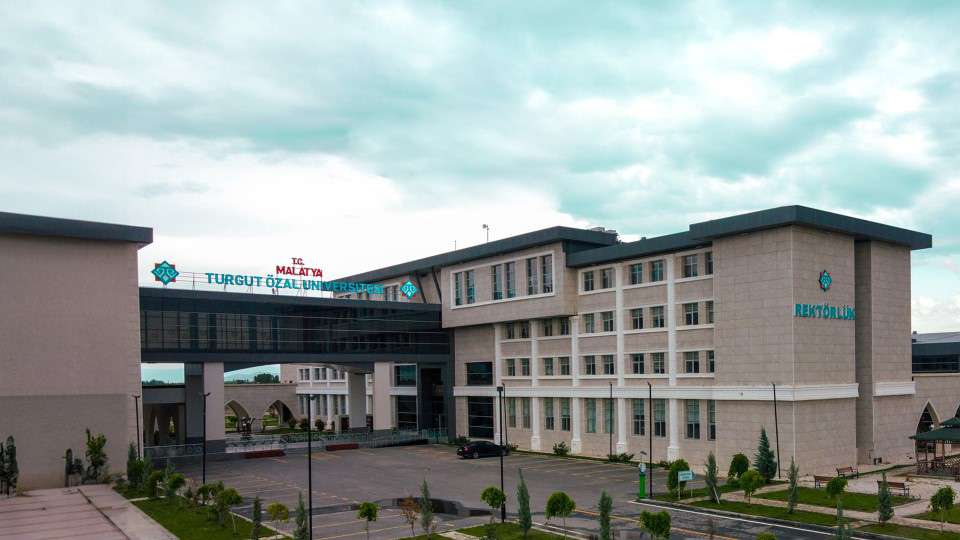 T.C.
MALATYA
TURGUT ÖZAL ÜNİVERSİTESİ
REKTÖRLÜK